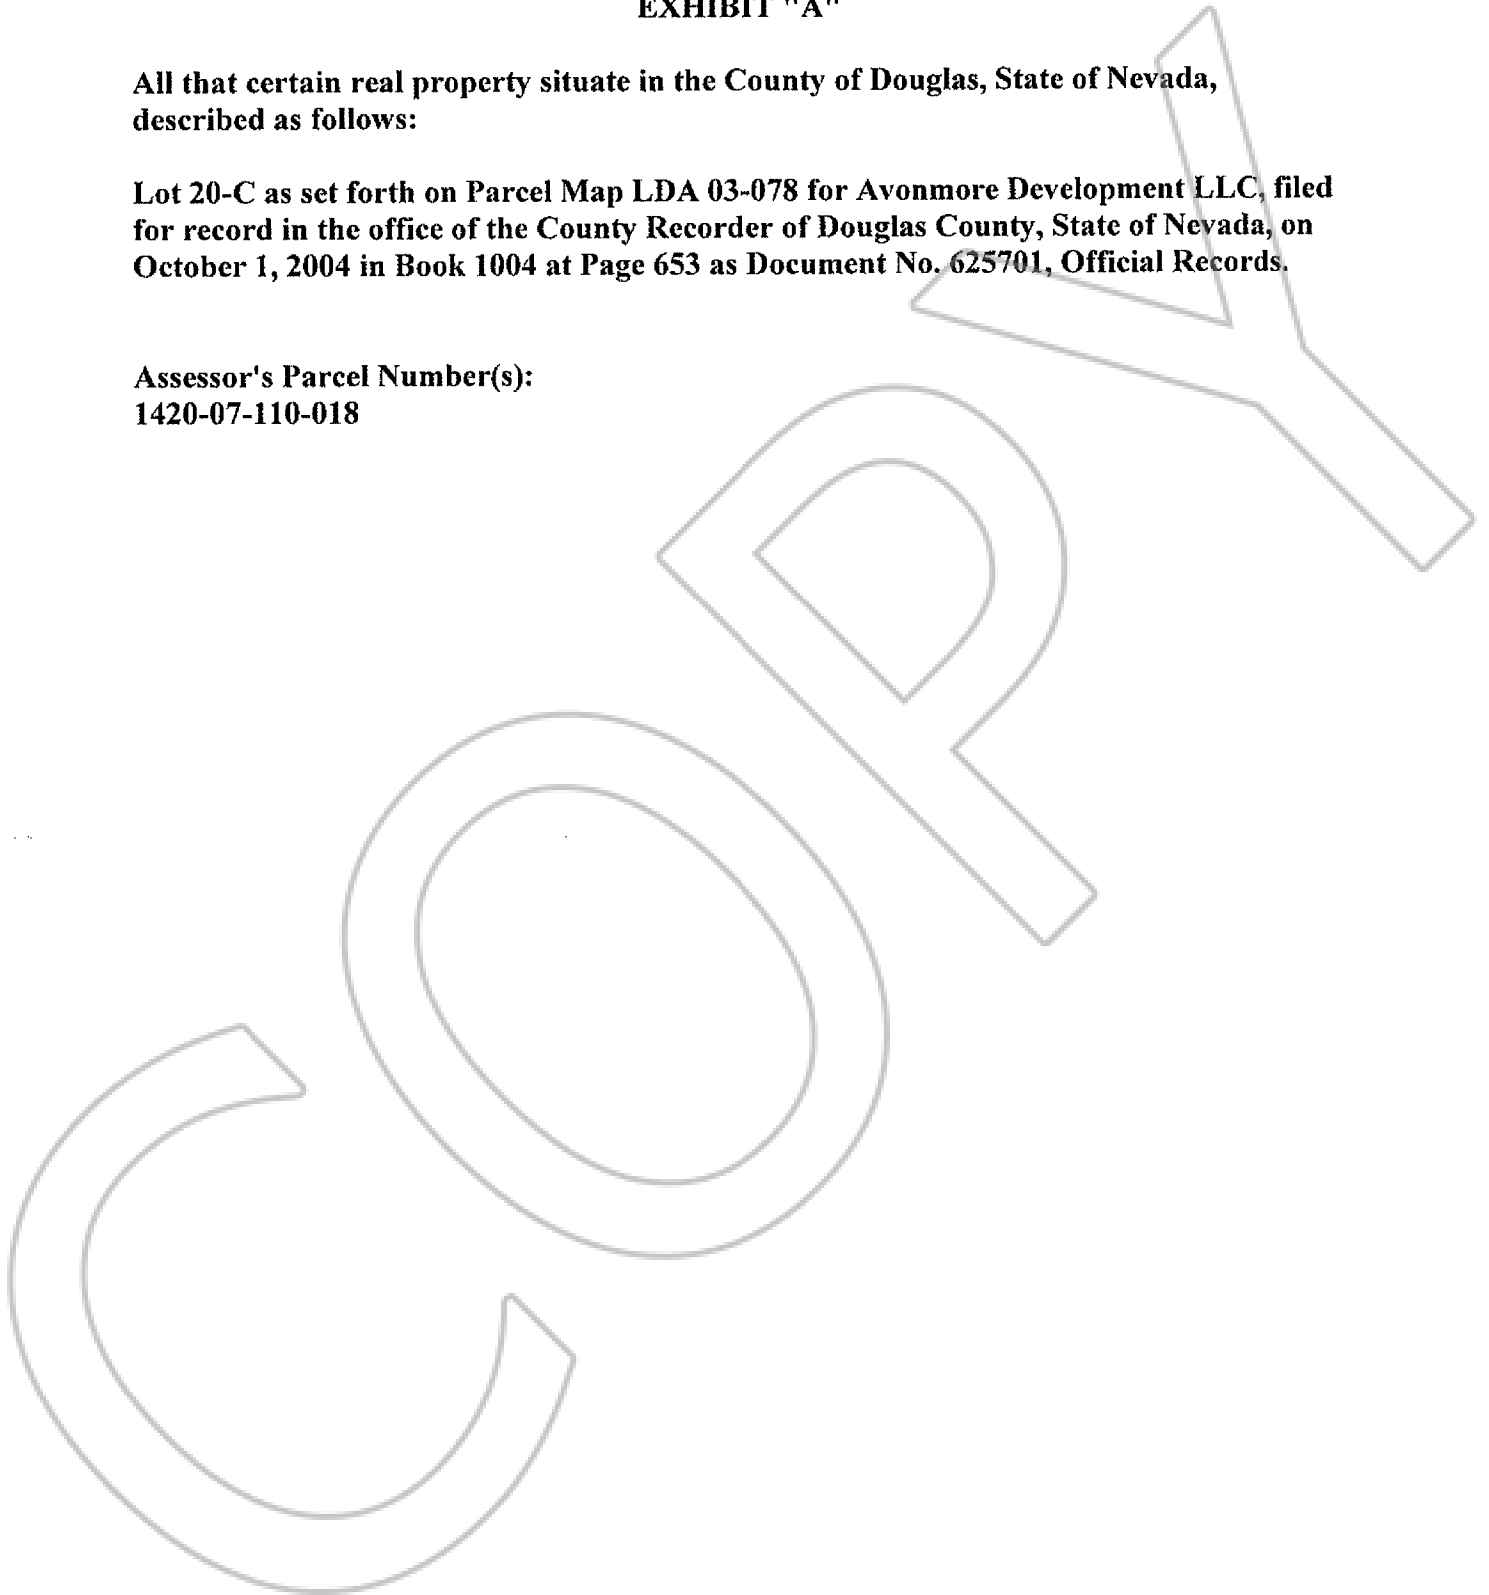 EXHIBIT "A"
All that certain real property situate in the County of Douglas, State of Nevada,
described as follows:
Lot 20-C as set forth on Parcel Map LDA 03-078 for Avonmore Development LLC, filed
for record in the office of the County Recorder of Douglas County, State of Nevada, on
October 1, 2004 in Book 1004 at Page 653 as Document No. 625701, Official Records.
Assessor's Parcel Number(s):
1420-07-110-018
COPY